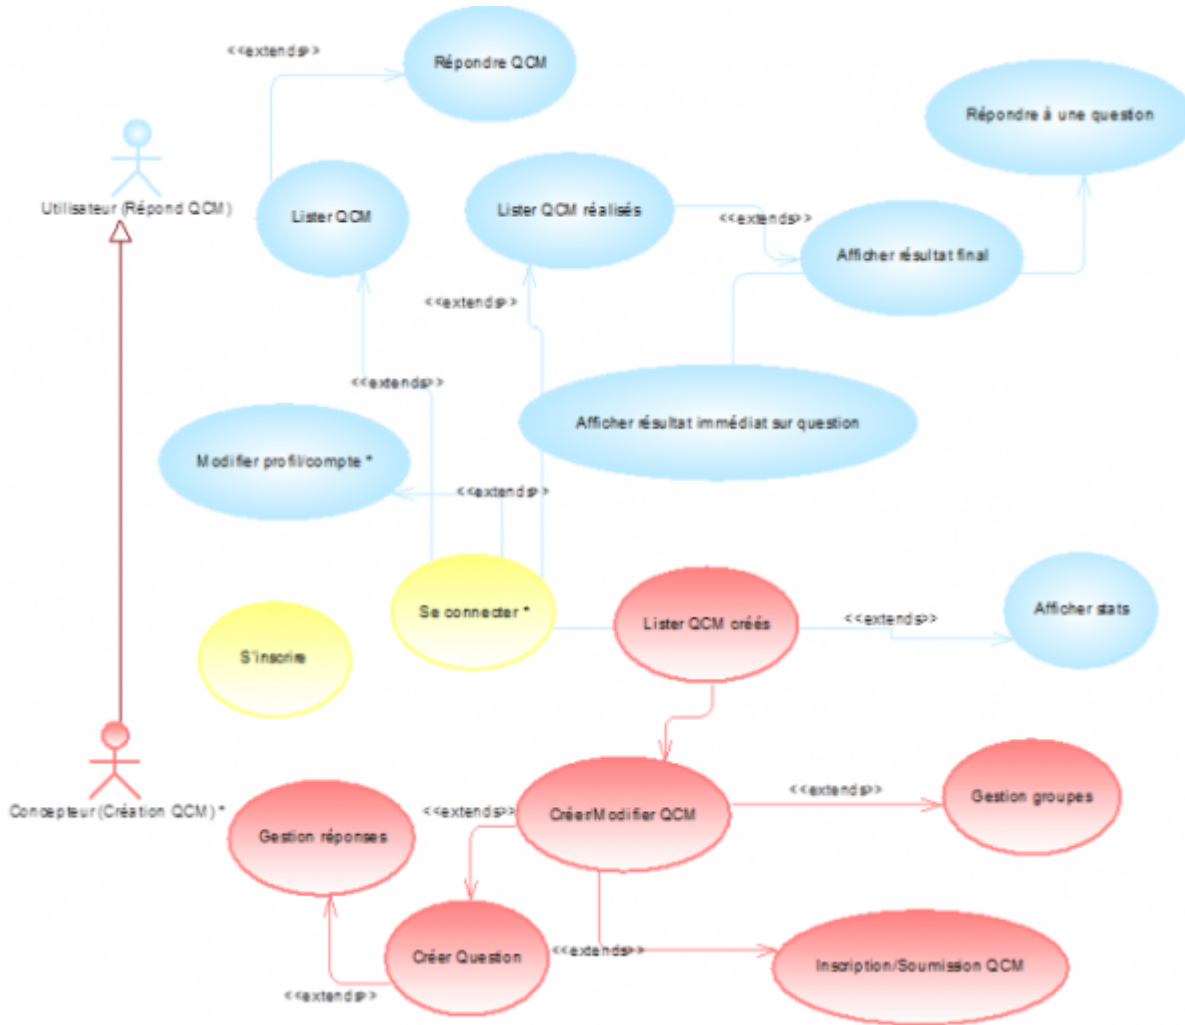 <<extends>>
Répondre QCM
Répondre à une question
Utilisateur (Répond QCM)
Lister QCM
Lister QCM réalisés
<<extends>>
Afficher résultat final
<<extends>>
<<extends>>
Afficher résultat immédiat sur question
Modifier profil/compte *
<<extends>>
Se connecter *
Lister QCM créés
<<extends>>
Afficher stats
S'inscrire
Concepteur (Création QCM) *
<<extends>>
Créer/Modifier QCM
<<extends>>
Gestion groupes
Gestion réponses
Créer Question
<<extends>>
Inscription/Soumission QCM
<<extends>>